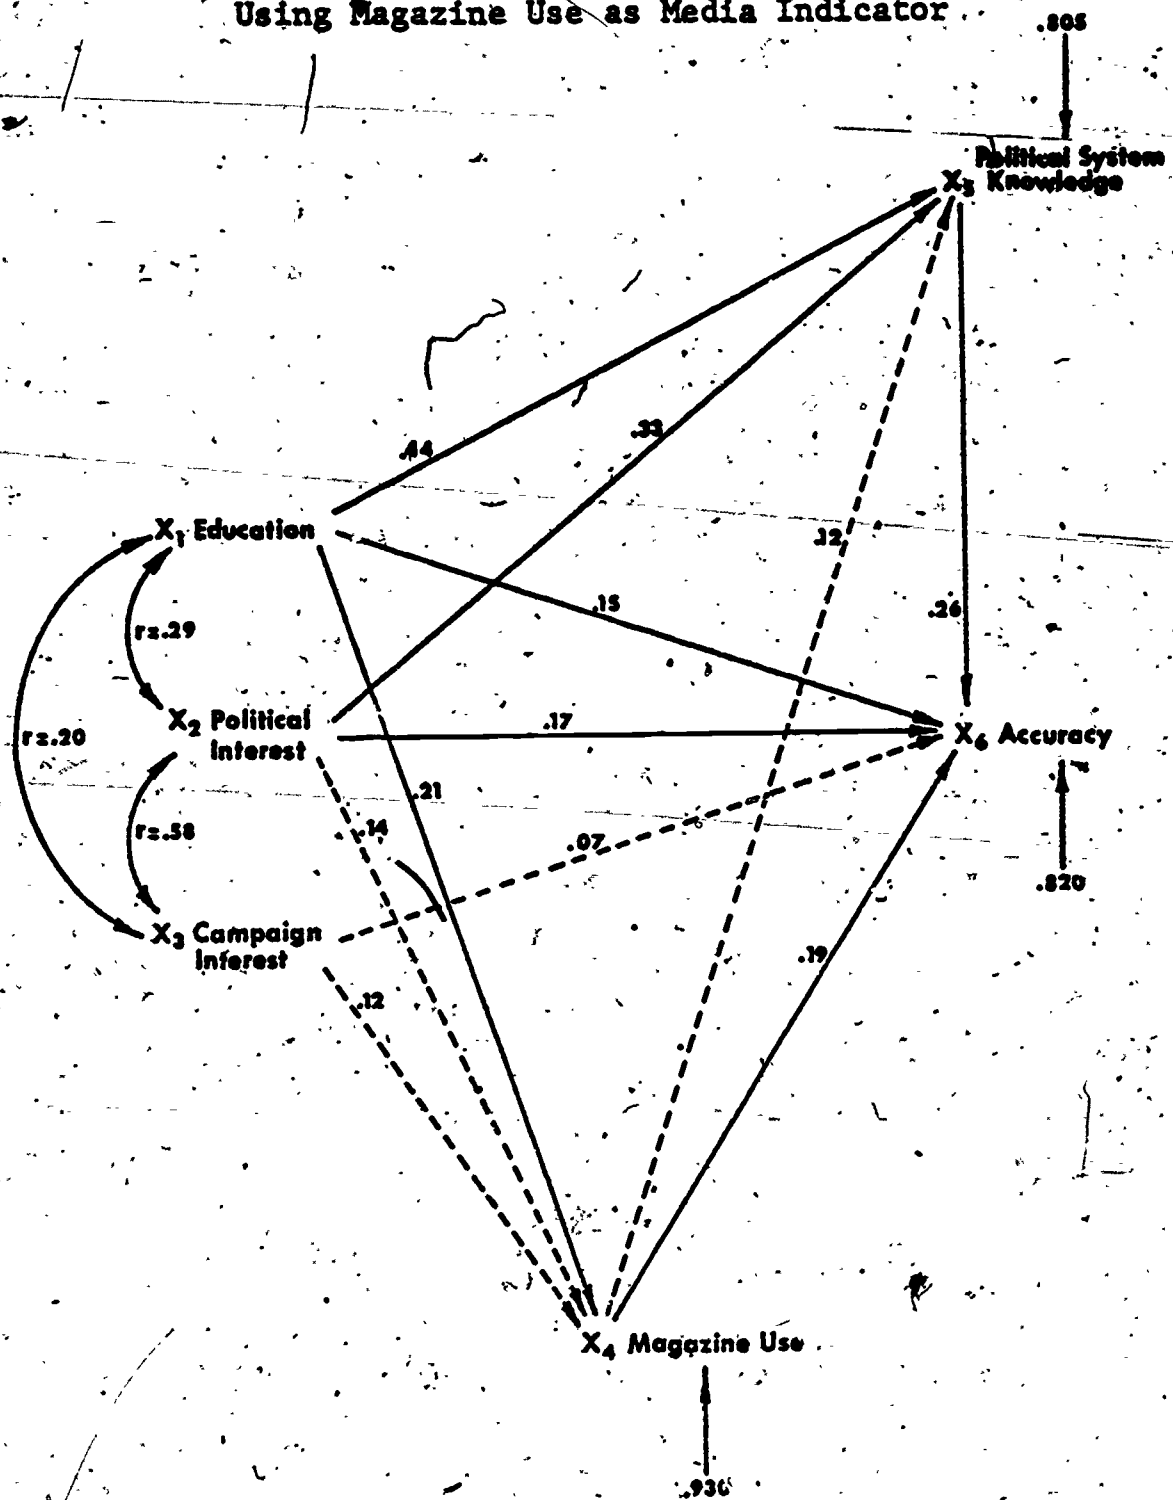 Using Magazine Use as Media Indicator
.805
Political System
X5 Knowledge
.44
.33
X1 Education
.12
.15
.26
r=.29
X2 Political
Interest
.17
r=.20
X6 Accuracy
.21
.14
r=.58
.07
.820
X3 Campaign
Interest
.19
.12
X4 Magazine Use